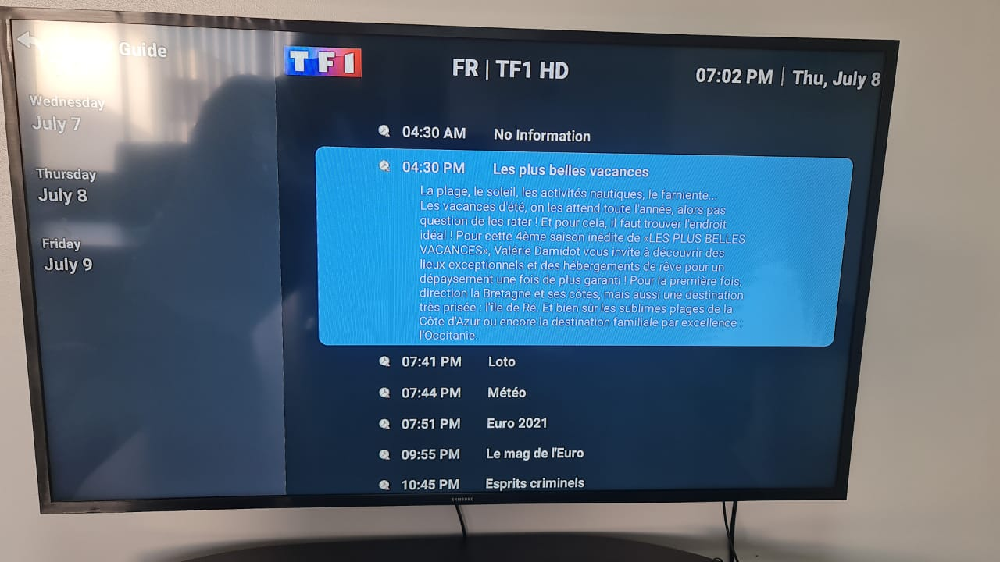 Guide
Wednesday
July 7
Thursday
July 8
Friday
July 9
TF1
FR | TF1 HD
07:02 PM | Thu, July 8
04:30 AM No Information
04:30 PM Les plus belles vacances
La plage, le soleil, les activités nautiques, le farniente...
Les vacances d'été, on les attend toute l'année, alors pas
question de les rater ! Et pour cela, il faut trouver l'endroit
idéal ! Pour cette 4ème saison inédite de «LES PLUS BELLES
VACANCES», Valérie Damidot vous invite à découvrir des
lieux exceptionnels et des hébergements de rêve pour un
dépaysement une fois de plus garanti ! Pour la première fois,
direction la Bretagne et ses côtes, mais aussi une destination
très prisée : l'île de Ré. Et bien sûr les sublimes plages de la
Côte d'Azur ou encore la destination familiale par excellence :
l'Occitanie.
07:41 PM Loto
07:44 PM Météo
07:51 PM Euro 2021
09:55 PM Le mag de l'Euro
10:45 PM Esprits criminels
SAMSUNG